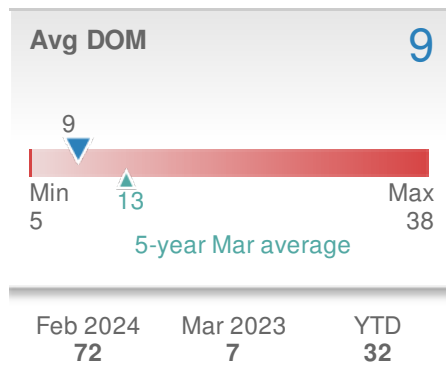 Avg DOM 9
9
Min Max
5 13 38
5-year Mar average
Feb 2024 Mar 2023 YTD
72 7 32